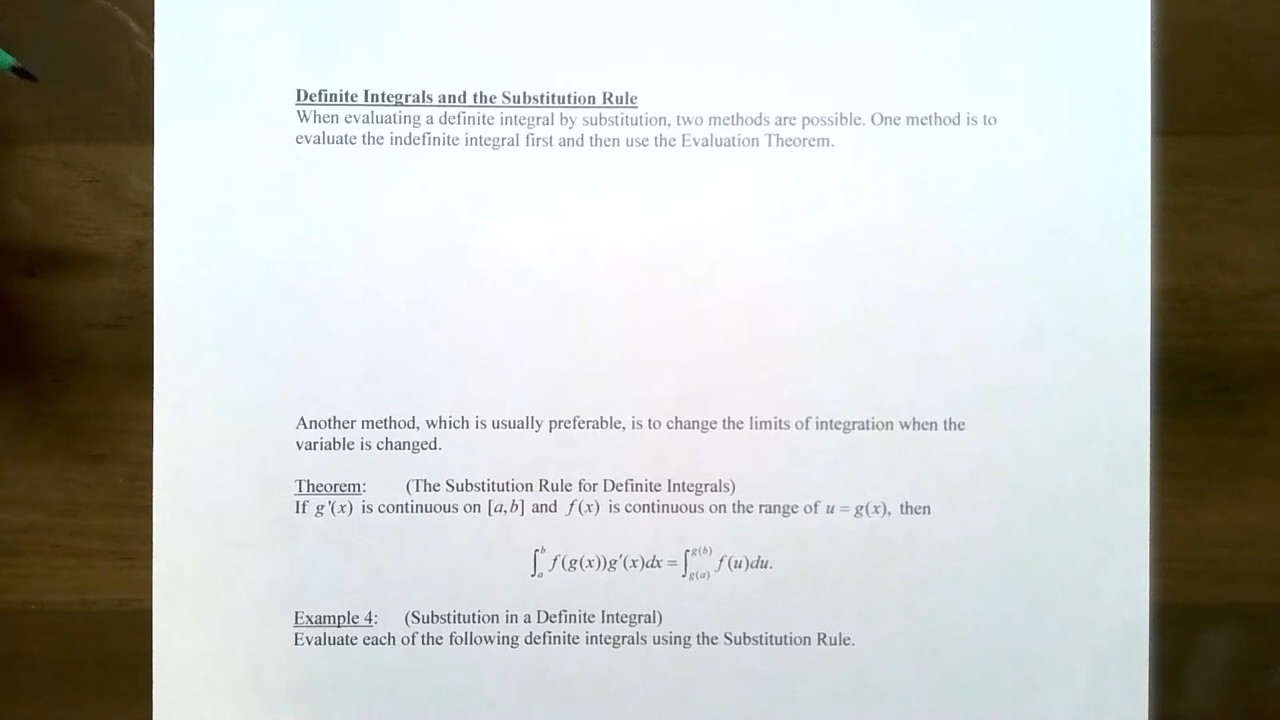 Definite Integrals and the Substitution Rule
When evaluating a definite integral by substitution, two methods are possible. One method is to
evaluate the indefinite integral first and then use the Evaluation Theorem.
Another method, which is usually preferable, is to change the limits of integration when the
variable is changed.
Theorem: (The Substitution Rule for Definite Integrals)
If g'(x) is continuous on [a,b] and f(x) is continuous on the range of u = g(x), then
∫_a^b f(g(x))g'(x)dx = ∫_{g(a)}^{g(b)} f(u)du.
Example 4: (Substitution in a Definite Integral)
Evaluate each of the following definite integrals using the Substitution Rule.